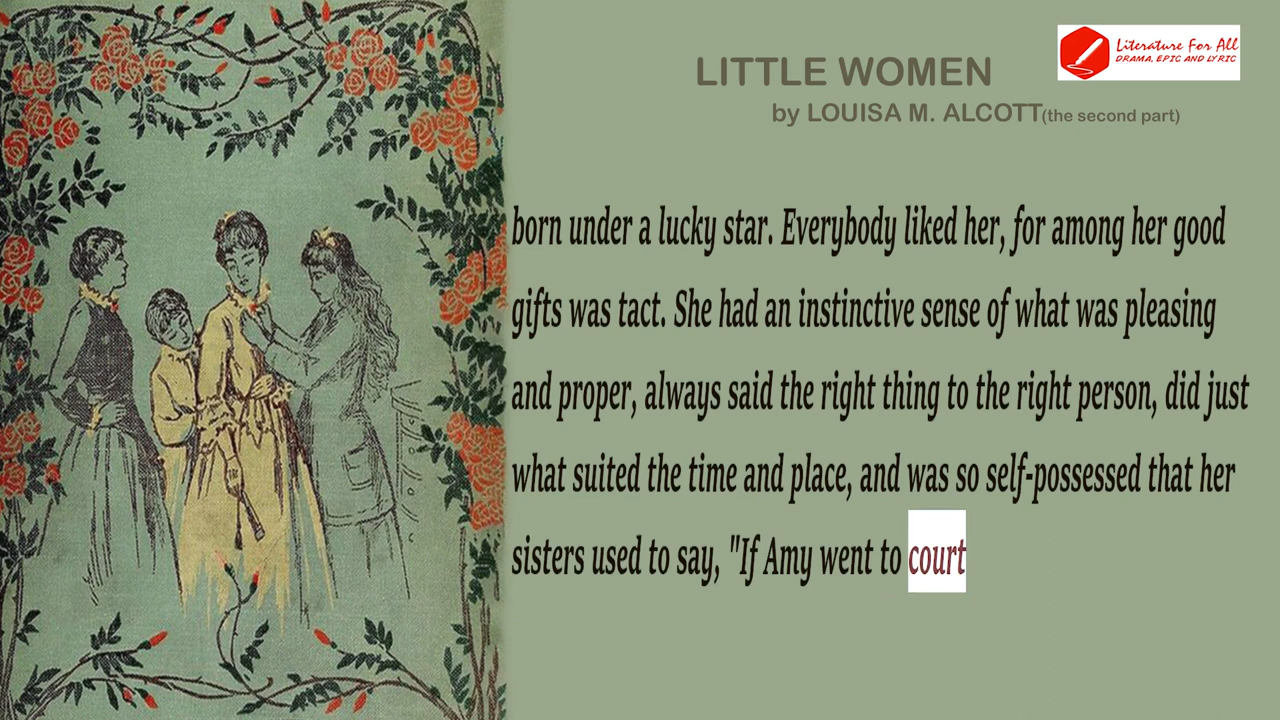 LITTLE WOMEN
by LOUISA M. ALCOTT(the second part)
Literature For All
DRAMA, EPIC AND LYRIC
born under a lucky star. Everybody liked her, for among her good
gifts was tact. She had an instinctive sense of what was pleasing
and proper, always said the right thing to the right person, did just
what suited the time and place, and was so self-possessed that her
sisters used to say, "If Amy went to court